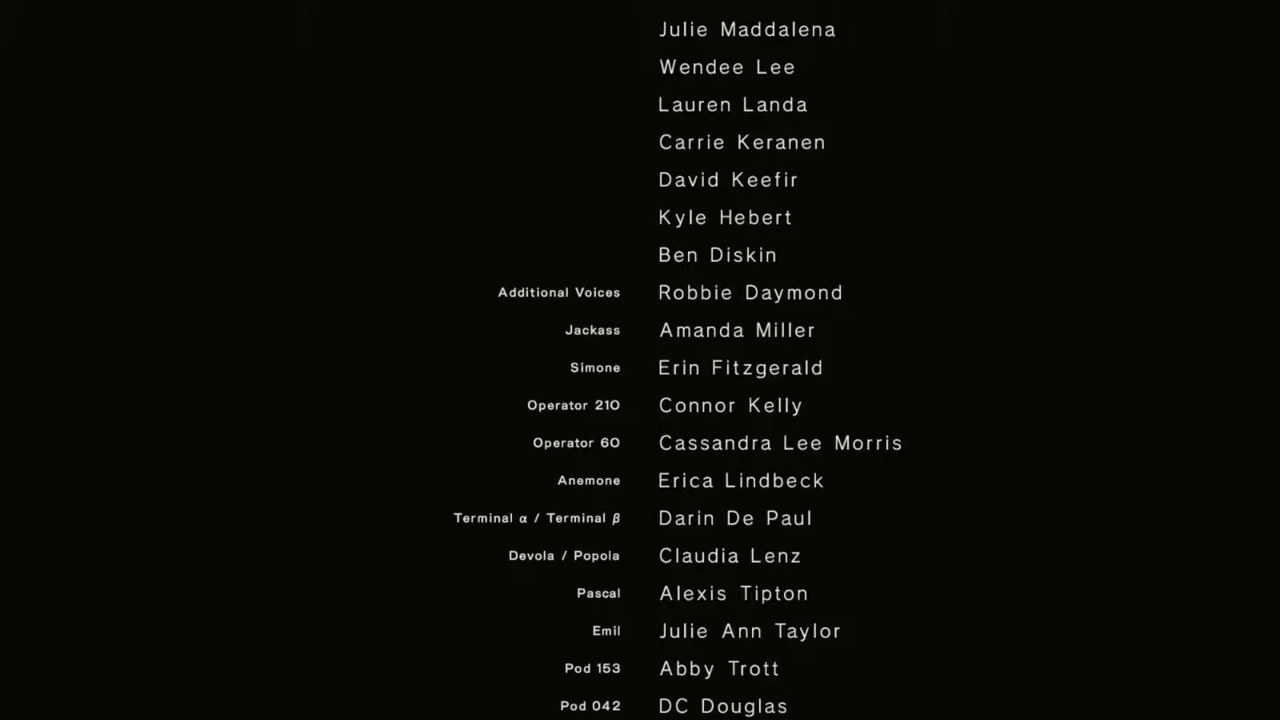 Julie Maddalena
Wendee Lee
Lauren Landa
Carrie Keranen
David Keefir
Kyle Hebert
Ben Diskin
Additional Voices Robbie Daymond
Jackass Amanda Miller
Simone Erin Fitzgerald
Operator 21O Connor Kelly
Operator 6O Cassandra Lee Morris
Anemone Erica Lindbeck
Terminal α / Terminal β Darin De Paul
Devola / Popola Claudia Lenz
Pascal Alexis Tipton
Emil Julie Ann Taylor
Pod 153 Abby Trott
Pod 042 DC Douglas